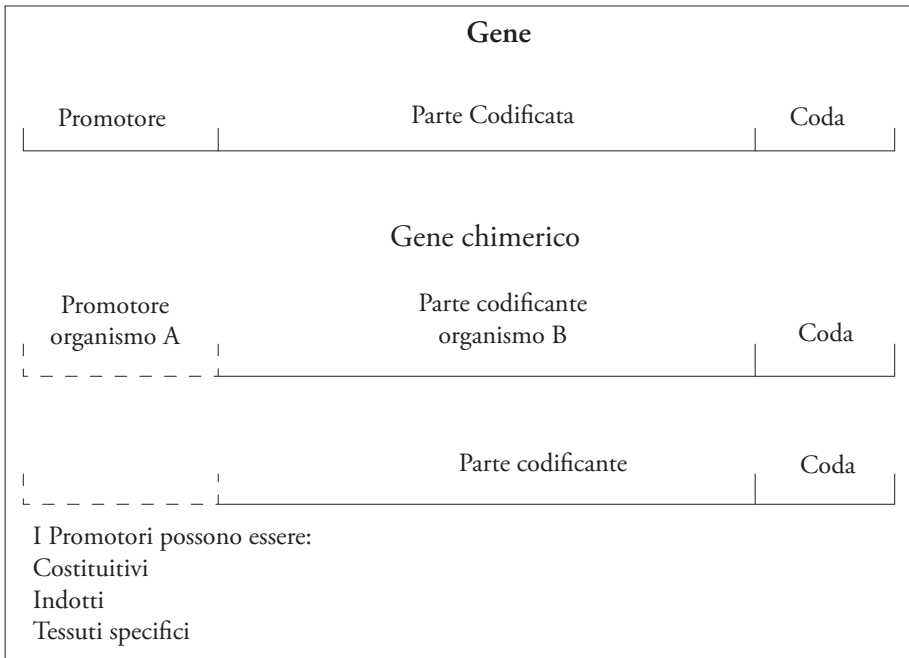 Gene
Promotore Parte Codificata Coda
Gene chimerico
Promotore
organismo A
Parte codificante
organismo B
Coda
Parte codificante Coda
I Promotori possono essere:
Costituitivi
Indotti
Tessuti specifici